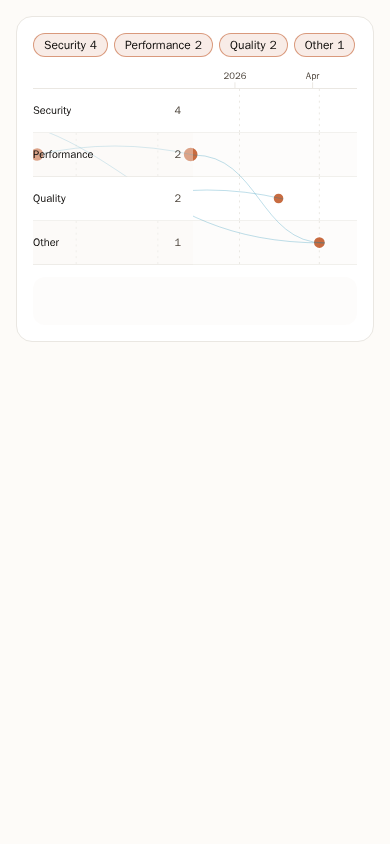 Security 4 Performance 2 Quality 2 Other 1
2026 Apr
Security 4
Performance 2
Quality 2
Other 1